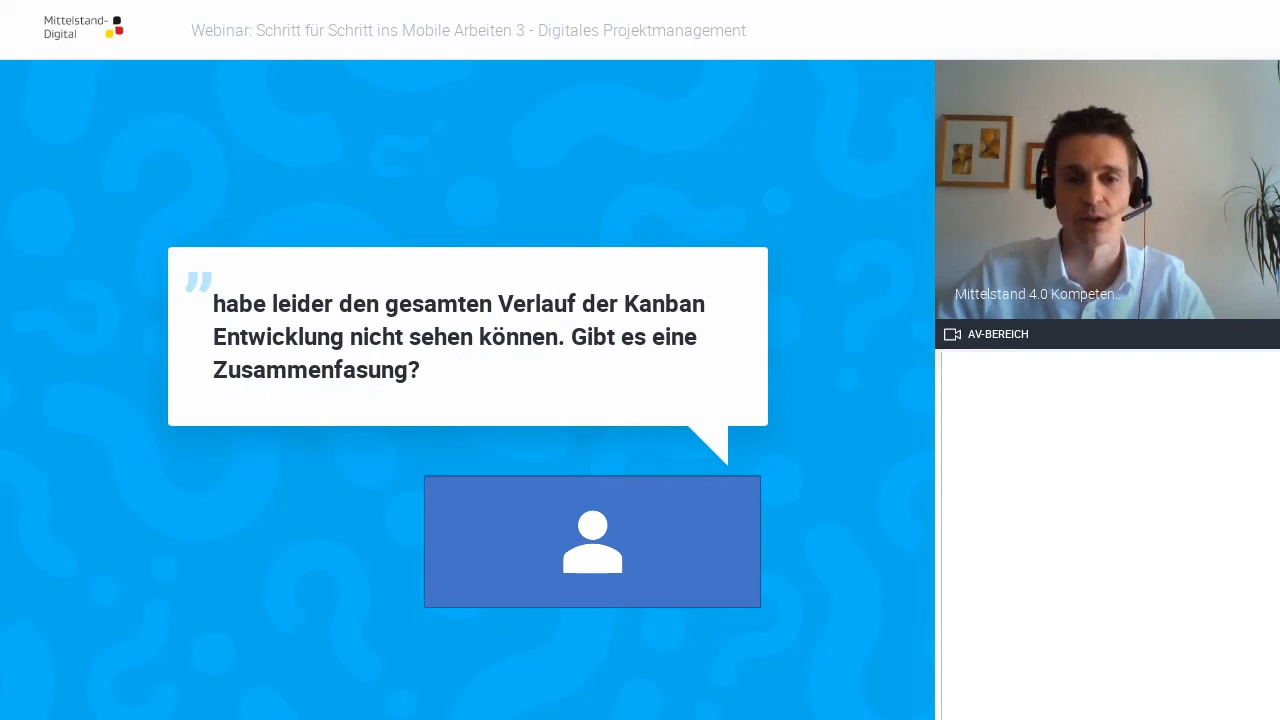 Mittelstand-
Digital
Webinar: Schritt für Schritt ins Mobile Arbeiten 3 - Digitales Projektmanagement
”
habe leider den gesamten Verlauf der Kanban
Entwicklung nicht sehen können. Gibt es eine
Zusammenfasung?
Mittelstand 4.0 Kompeten...
AV-BEREICH